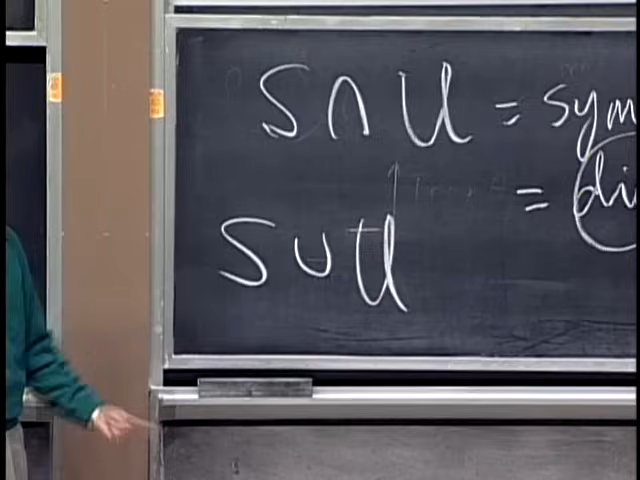 S ∩ U = sym
= di
S ∪ U